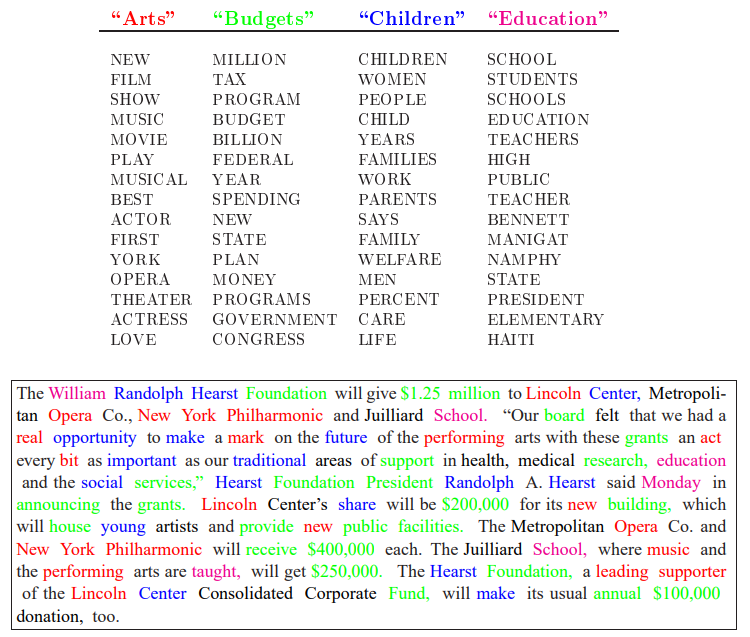 “Arts” “Budgets” “Children” “Education”
NEW MILLION CHILDREN SCHOOL
FILM TAX WOMEN STUDENTS
SHOW PROGRAM PEOPLE SCHOOLS
MUSIC BUDGET CHILD EDUCATION
MOVIE BILLION YEARS TEACHERS
PLAY FEDERAL FAMILIES HIGH
MUSICAL YEAR WORK PUBLIC
BEST SPENDING PARENTS TEACHER
ACTOR NEW SAYS BENNETT
FIRST STATE FAMILY MANIGAT
YORK PLAN WELFARE NAMPHY
OPERA MONEY MEN STATE
THEATER PROGRAMS PERCENT PRESIDENT
ACTRESS GOVERNMENT CARE ELEMENTARY
LOVE CONGRESS LIFE HAITI
The William Randolph Hearst Foundation will give $1.25 million to Lincoln Center, Metropoli-
tan Opera Co., New York Philharmonic and Juilliard School. “Our board felt that we had a
real opportunity to make a mark on the future of the performing arts with these grants an act
every bit as important as our traditional areas of support in health, medical research, education
and the social services,” Hearst Foundation President Randolph A. Hearst said Monday in
announcing the grants. Lincoln Center’s share will be $200,000 for its new building, which
will house young artists and provide new public facilities. The Metropolitan Opera Co. and
New York Philharmonic will receive $400,000 each. The Juilliard School, where music and
the performing arts are taught, will get $250,000. The Hearst Foundation, a leading supporter
of the Lincoln Center Consolidated Corporate Fund, will make its usual annual $100,000
donation, too.